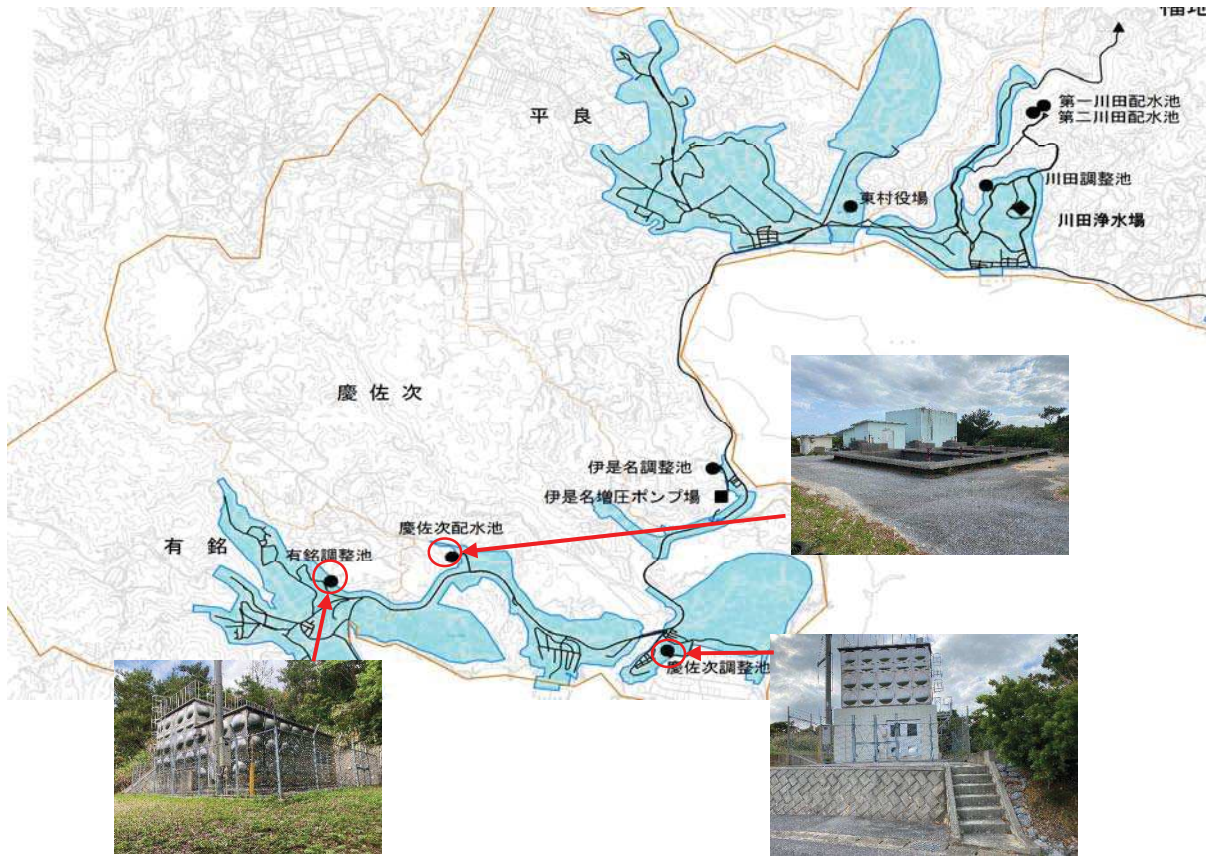 平良
第一川田配水池
第二川田配水池
川田調整池
東村役場
川田浄水場
慶佐次
伊是名調整池
伊是名増圧ポンプ場
慶佐次配水池
有銘
有銘調整池
慶佐次調整池